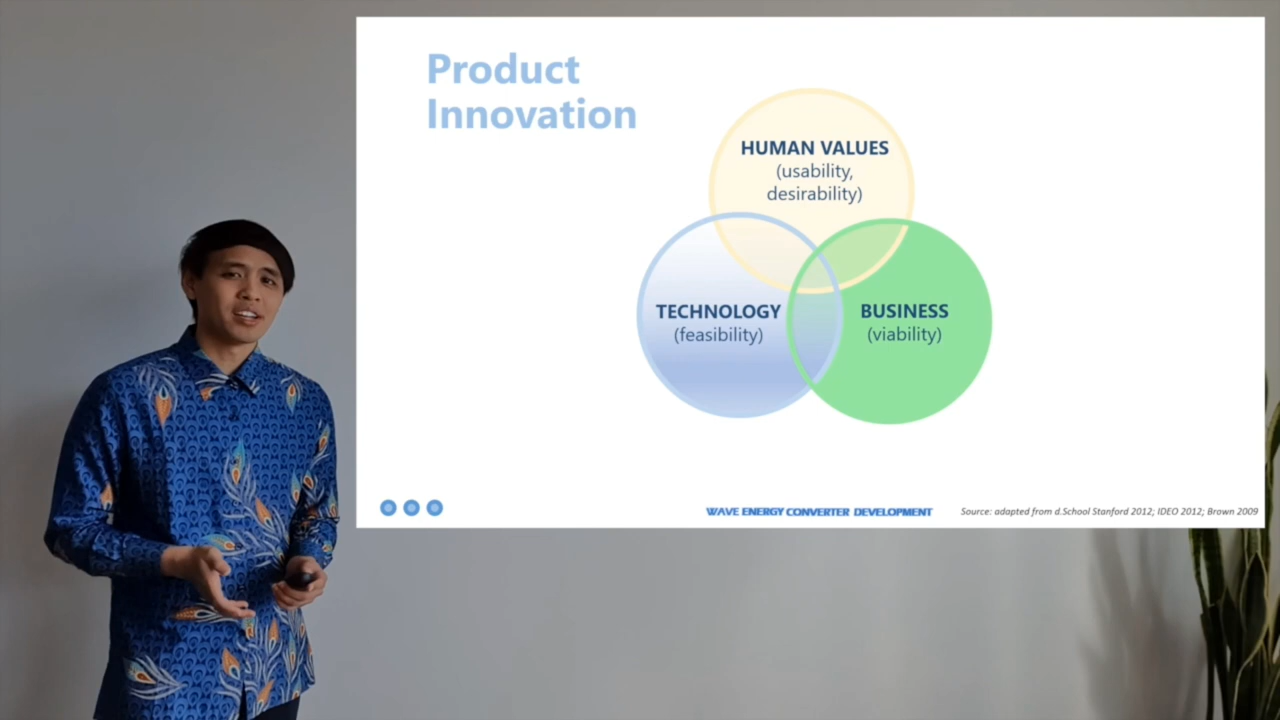 Product
Innovation
HUMAN VALUES
(usability,
desirability)
TECHNOLOGY
(feasibility)
BUSINESS
(viability)
WAVE ENERGY CONVERTER DEVELOPMENT
Source: adapted from d.School Stanford 2012; IDEO 2012; Brown 2009